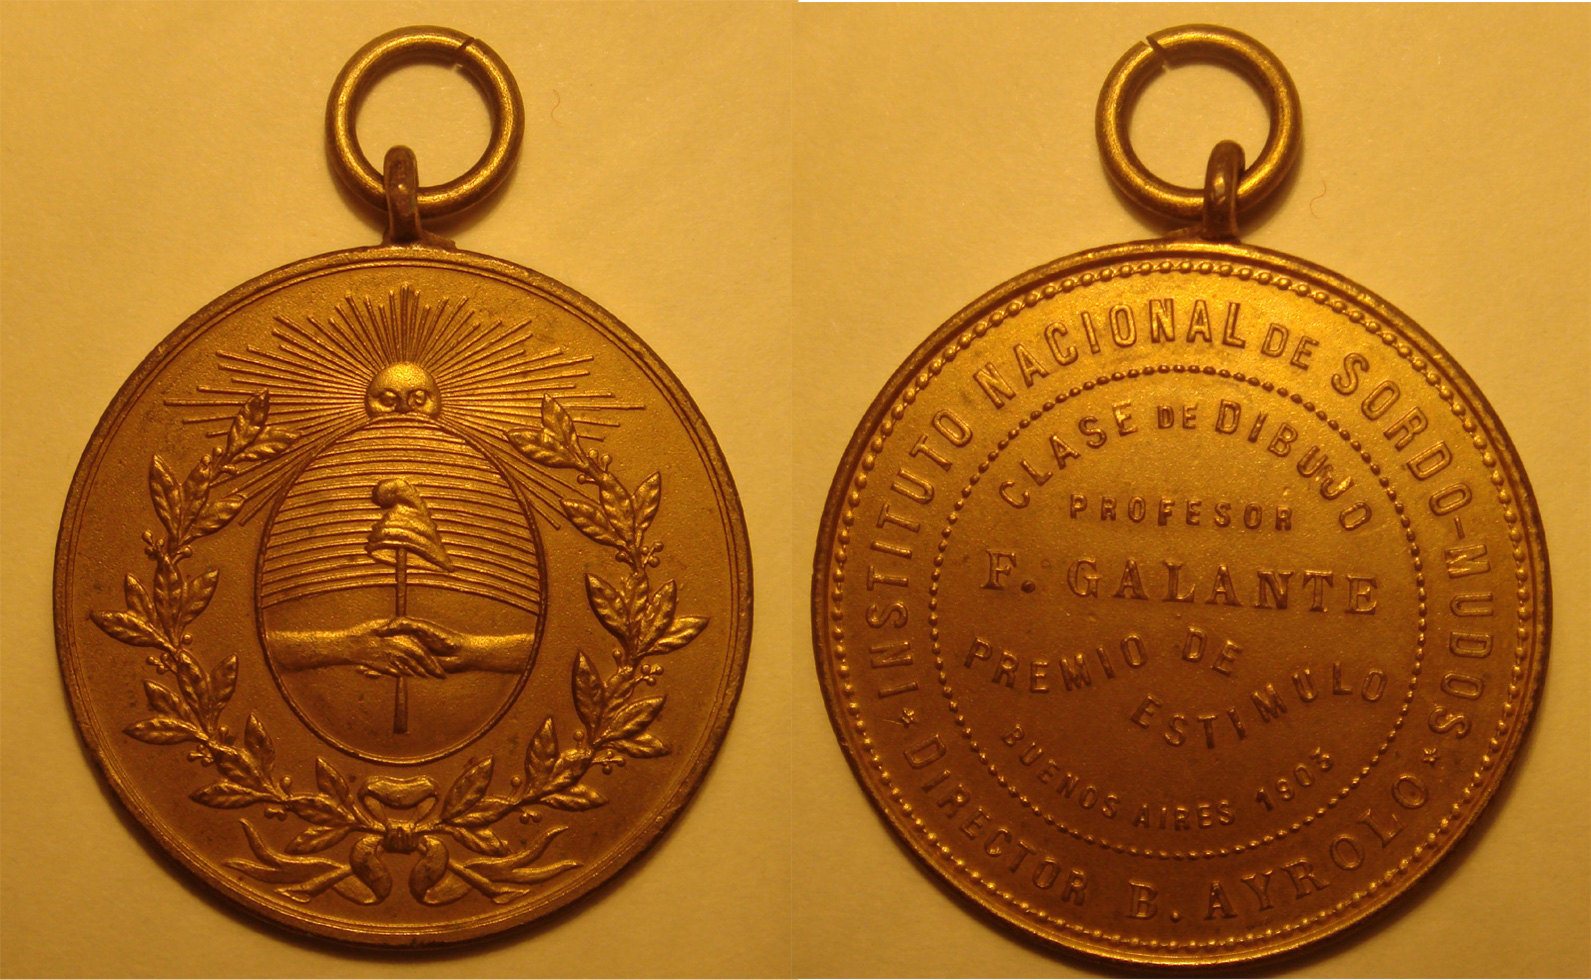 INSTITUTO NACIONAL DE SORDO-MUDOS
* DIRECTOR B. AYROLO *
CLASE DE DIBUJO
PROFESOR
F. GALANTE
PREMIO DE
ESTIMULO
BUENOS AIRES 1903